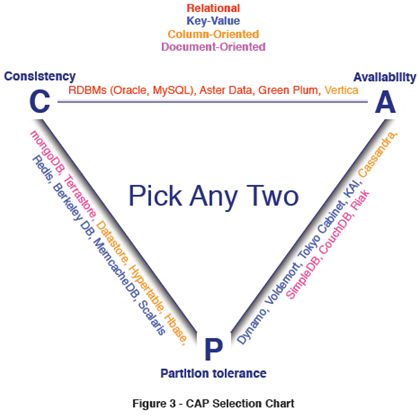 Relational
Key-Value
Column-Oriented
Document-Oriented
Consistency
Availability
C
RDBMs (Oracle, MySQL), Aster Data, Green Plum, Vertica
A
mongoDB, Terrastore, Datastore, Hypertable, Hbase,
Redis, Berkeley DB, MemcacheDB, Scalaris
Pick Any Two
Dynamo, Voldemort, Tokyo Cabinet, KAI, Cassandra,
SimpleDB, CouchDB, Riak
P
Partition tolerance
Figure 3 - CAP Selection Chart